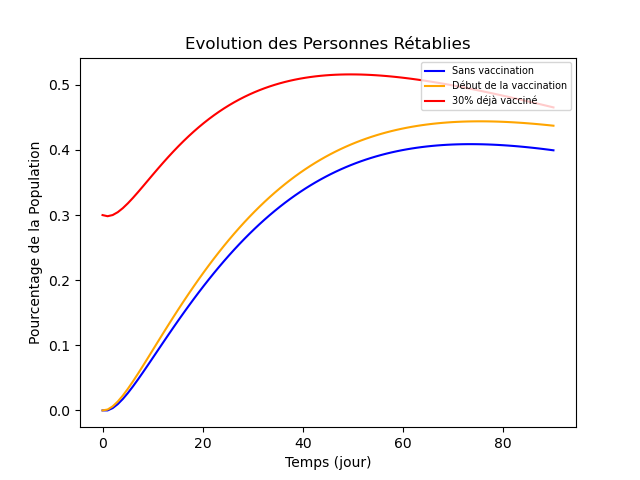 Evolution des Personnes Rétablies
Sans vaccination
Début de la vaccination
30% déjà vacciné
Pourcentage de la Population
0.5
0.4
0.3
0.2
0.1
0.0
0 20 40 60 80
Temps (jour)